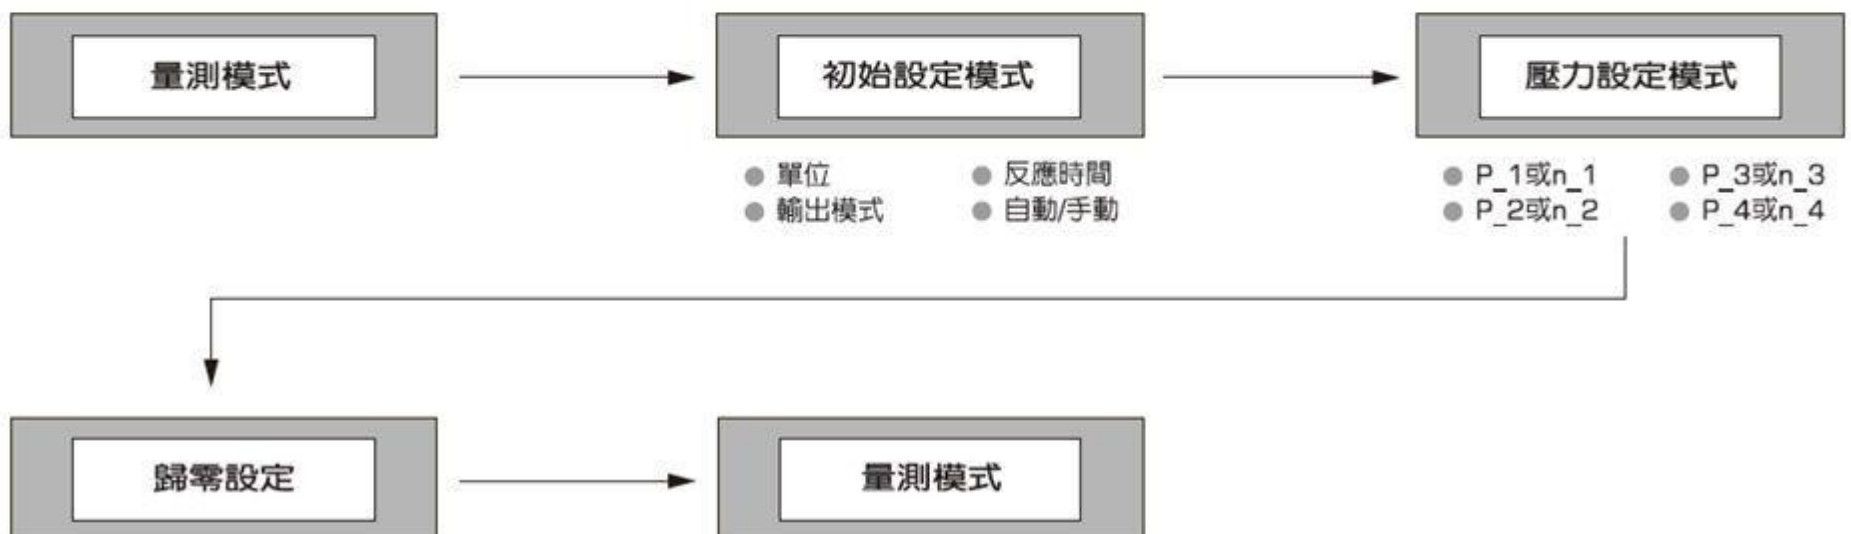 量測模式
初始設定模式
壓力設定模式
單位
反應時間
輸出模式
自動/手動
P_1或n_1
P_3或n_3
P_2或n_2
P_4或n_4
歸零設定
量測模式